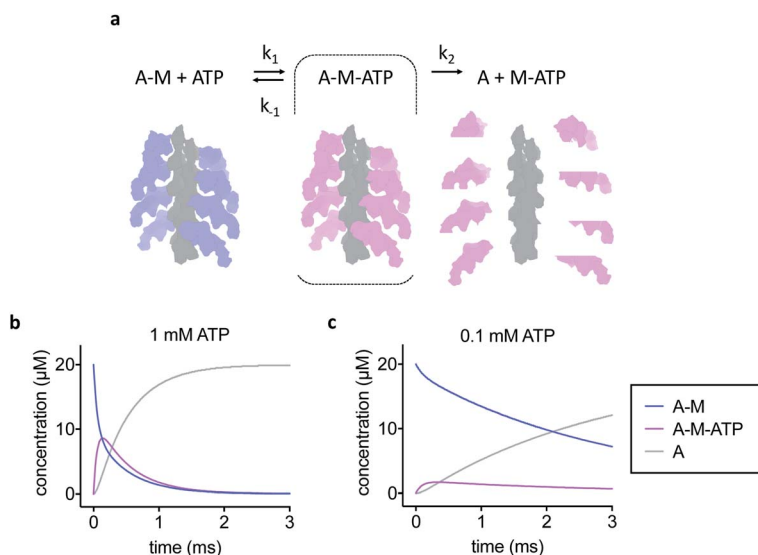 a
k₁ k₂
A-M + ATP A-M-ATP A + M-ATP
k₋₁
b c
1 mM ATP 0.1 mM ATP
concentration (µM)
20
10
0
0 1 2 3
time (ms)
concentration (µM)
20
10
0
0 1 2 3
time (ms)
A-M
A-M-ATP
A